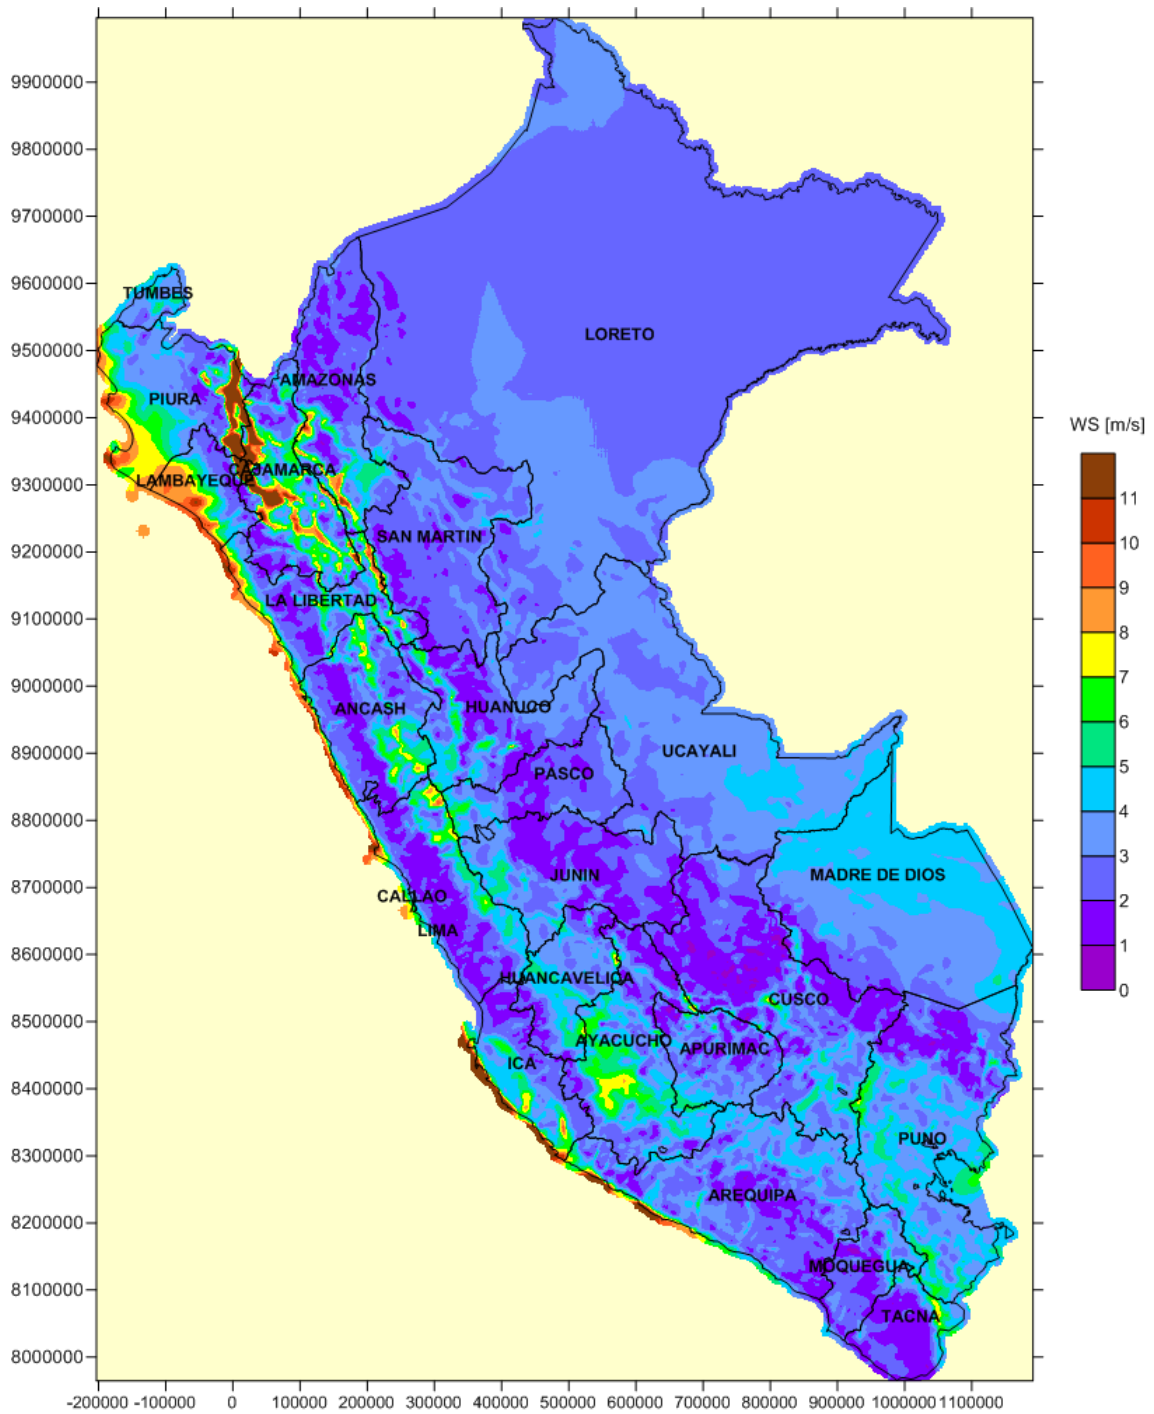 9900000
9800000
9700000
9600000
9500000
9400000
9300000
9200000
9100000
9000000
8900000
8800000
8700000
8600000
8500000
8400000
8300000
8200000
8100000
8000000
TUMBES
LORETO
AMAZONAS
PIURA
CAJAMARCA
LAMBAYEQUE
SAN MARTIN
LA LIBERTAD
ANCASH
HUANUCO
UCAYALI
PASCO
JUNIN
MADRE DE DIOS
CALLAO
LIMA
HUANCAVELICA
CUSCO
AYACUCHO
APURIMAC
ICA
PUNO
AREQUIPA
MOQUEGUA
TACNA
WS [m/s]
11
10
9
8
7
6
5
4
3
2
1
0
-200000 -100000 0 100000 200000 300000 400000 500000 600000 700000 800000 900000 1000000 1100000